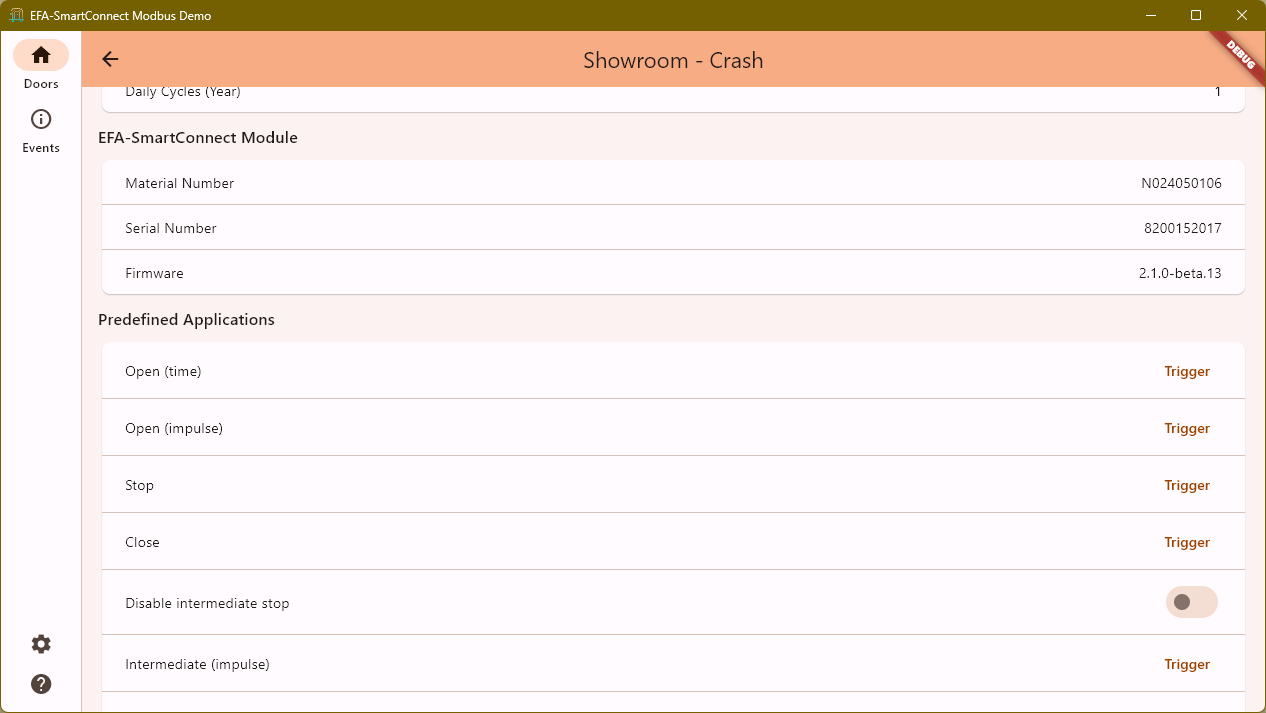 EFA-SmartConnect Modbus Demo
Doors
Events
Showroom - Crash
DEBUG
Daily Cycles (Year) 1
EFA-SmartConnect Module
Material Number N024050106
Serial Number 8200152017
Firmware 2.1.0-beta.13
Predefined Applications
Open (time) Trigger
Open (impulse) Trigger
Stop Trigger
Close Trigger
Disable intermediate stop
Intermediate (impulse) Trigger